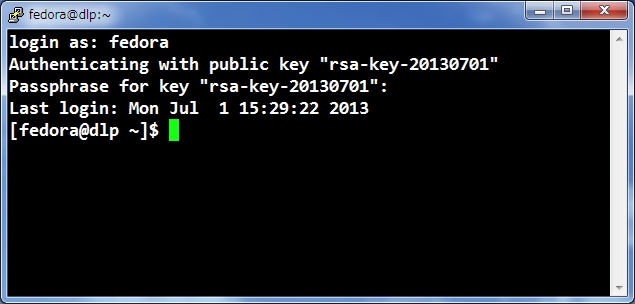 fedora@dlp:~
login as: fedora
Authenticating with public key "rsa-key-20130701"
Passphrase for key "rsa-key-20130701":
Last login: Mon Jul  1 15:29:22 2013
[fedora@dlp ~]$